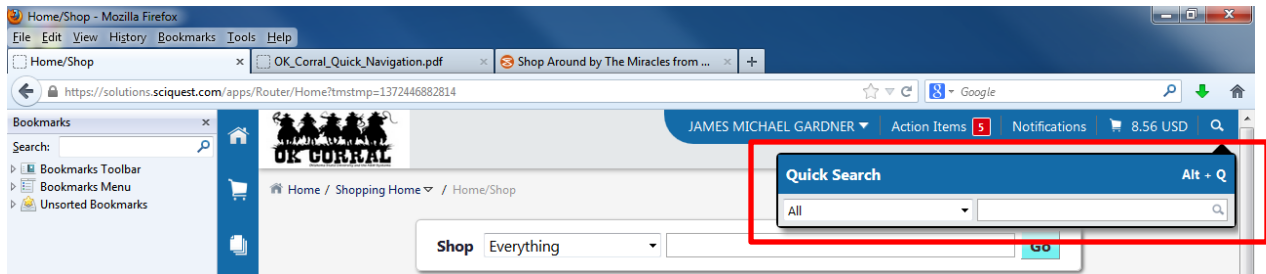 Home/Shop - Mozilla Firefox
File Edit View History Bookmarks Tools Help
Home/Shop × OK_Corral_Quick_Navigation.pdf × Shop Around by The Miracles from ... × +
https://solutions.sciquest.com/apps/Router/Home?tmstmp=1372446882814 Google
Bookmarks ×
JAMES MICHAEL GARDNER Action Items 5 Notifications 8.56 USD
Search:
OK CORRAL
Bookmarks Toolbar
Bookmarks Menu
Unsorted Bookmarks
Home / Shopping Home / Home/Shop
Quick Search Alt + Q
All
Shop Everything Go